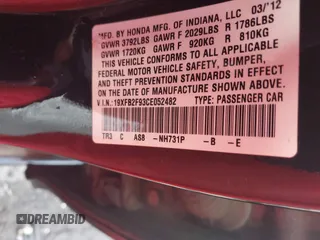 MFD. BY HONDA MFG. OF INDIANA, LLC 03/12
GVWR 3792LBS GAWR F 2029LBS R 1786LBS
GVWR 1720KG GAWR F 920KG R 810KG
THIS VEHICLE CONFORMS TO ALL APPLICABLE
FEDERAL MOTOR VEHICLE SAFETY, BUMPER,
AND THEFT PREVENTION STANDARDS IN EFFECT
ON THE DATE OF MANUFACTURE SHOWN ABOVE.
V.I.N: 19XFB2F93CE052482 TYPE: PASSENGER CAR
TR3 C AS8 -NH731P -B -E
DREAMBID